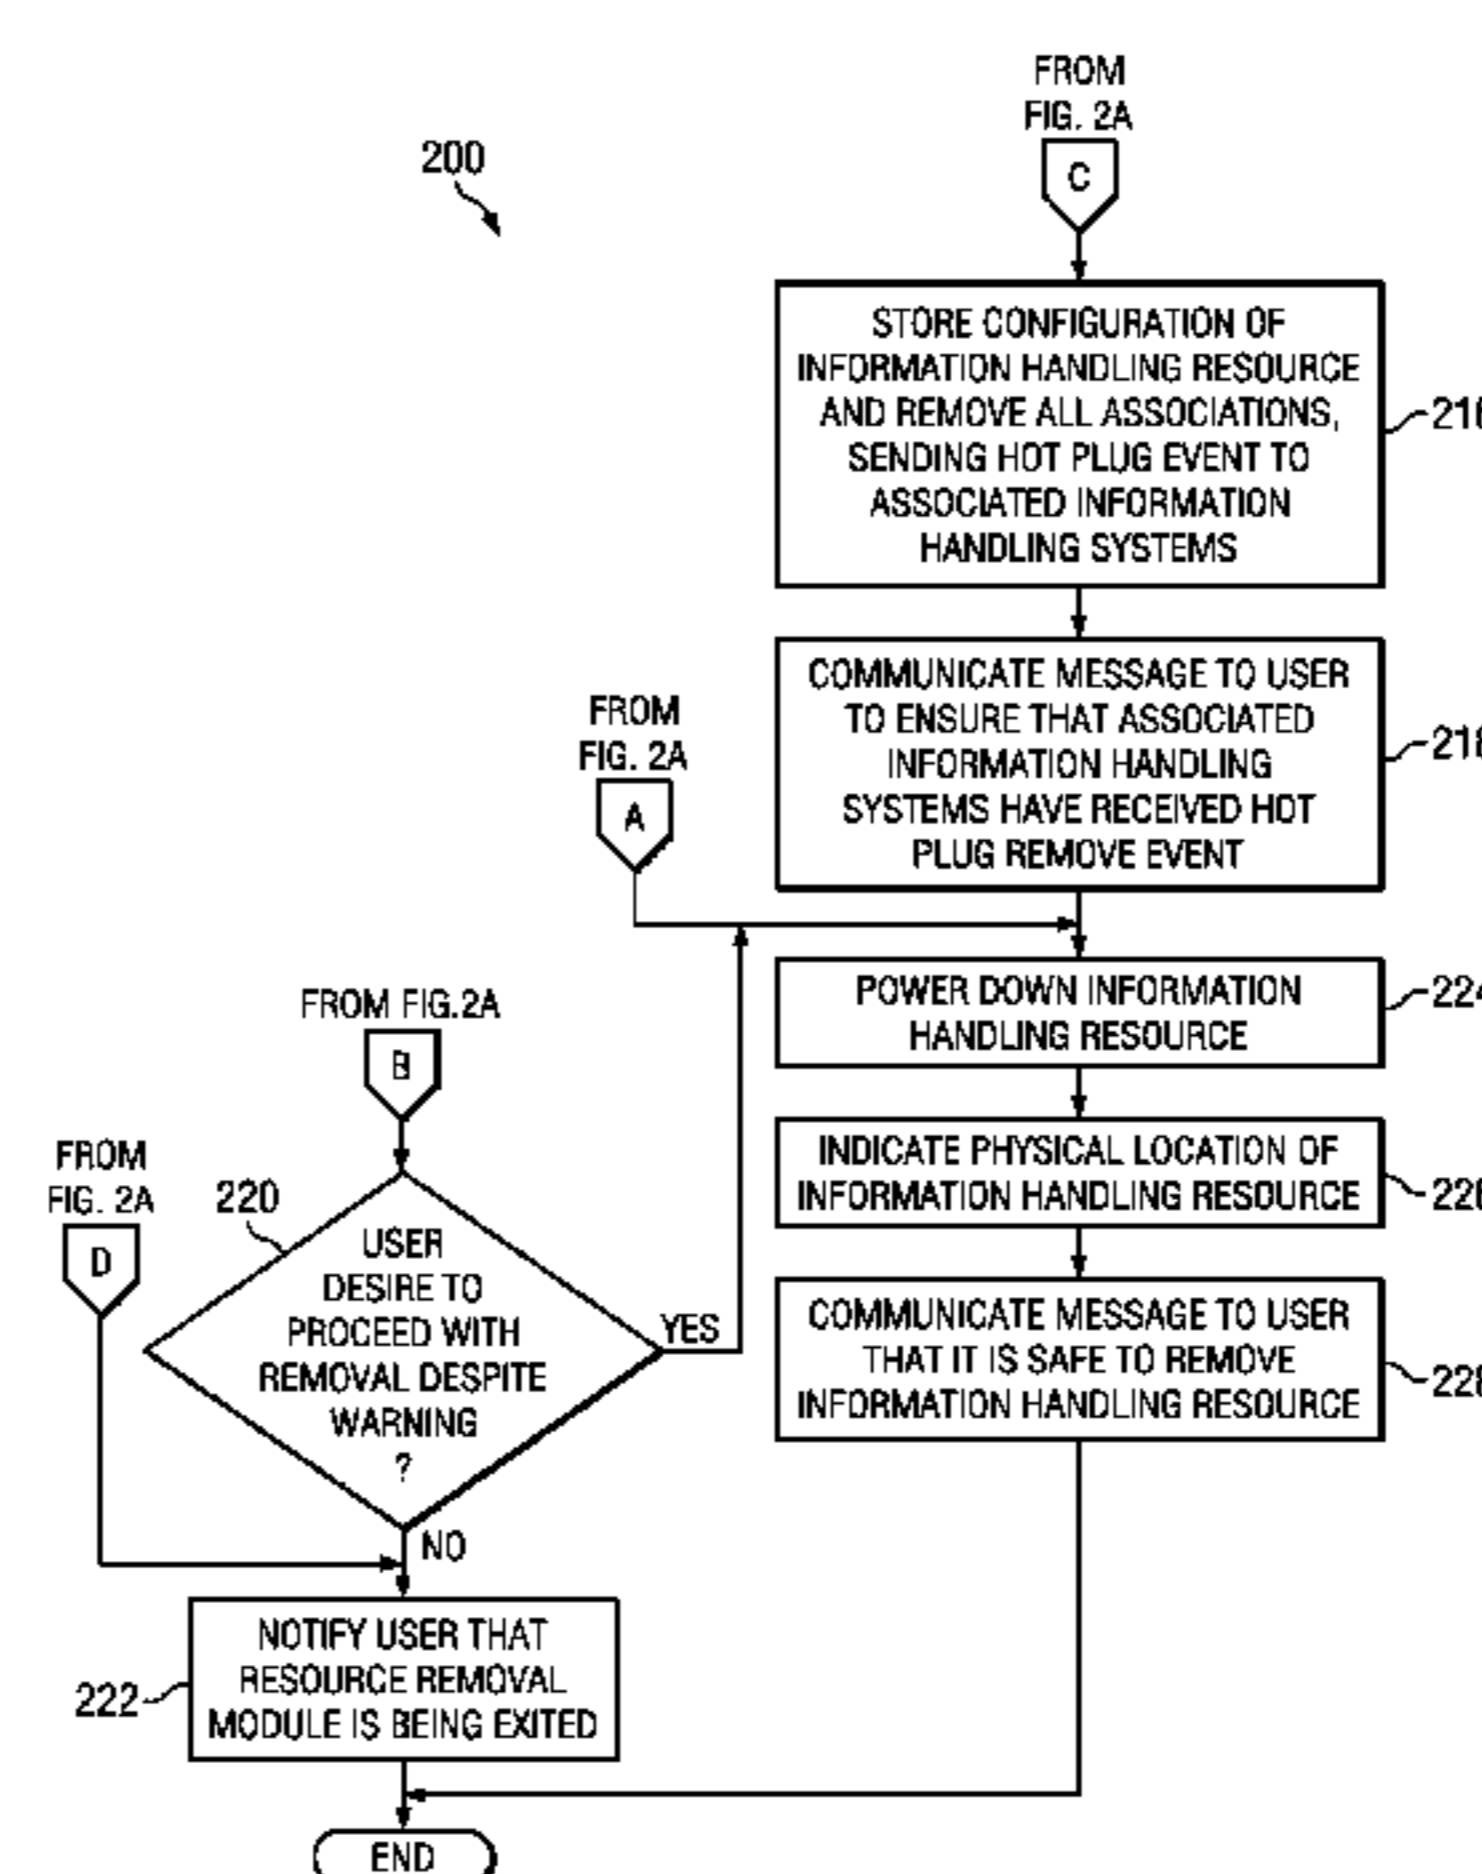 FROM
FIG. 2A
C
200
STORE CONFIGURATION OF
INFORMATION HANDLING RESOURCE
AND REMOVE ALL ASSOCIATIONS,
SENDING HOT PLUG EVENT TO
ASSOCIATED INFORMATION
HANDLING SYSTEMS
216
COMMUNICATE MESSAGE TO USER
TO ENSURE THAT ASSOCIATED
INFORMATION HANDLING
SYSTEMS HAVE RECEIVED HOT
PLUG REMOVE EVENT
218
FROM
FIG. 2A
A
POWER DOWN INFORMATION
HANDLING RESOURCE
224
FROM FIG.2A
B
INDICATE PHYSICAL LOCATION OF
INFORMATION HANDLING RESOURCE
226
FROM
FIG. 2A
D
220
USER
DESIRE TO
PROCEED WITH
REMOVAL DESPITE
WARNING
?
YES
NO
COMMUNICATE MESSAGE TO USER
THAT IT IS SAFE TO REMOVE
INFORMATION HANDLING RESOURCE
228
NOTIFY USER THAT
RESOURCE REMOVAL
MODULE IS BEING EXITED
222
END